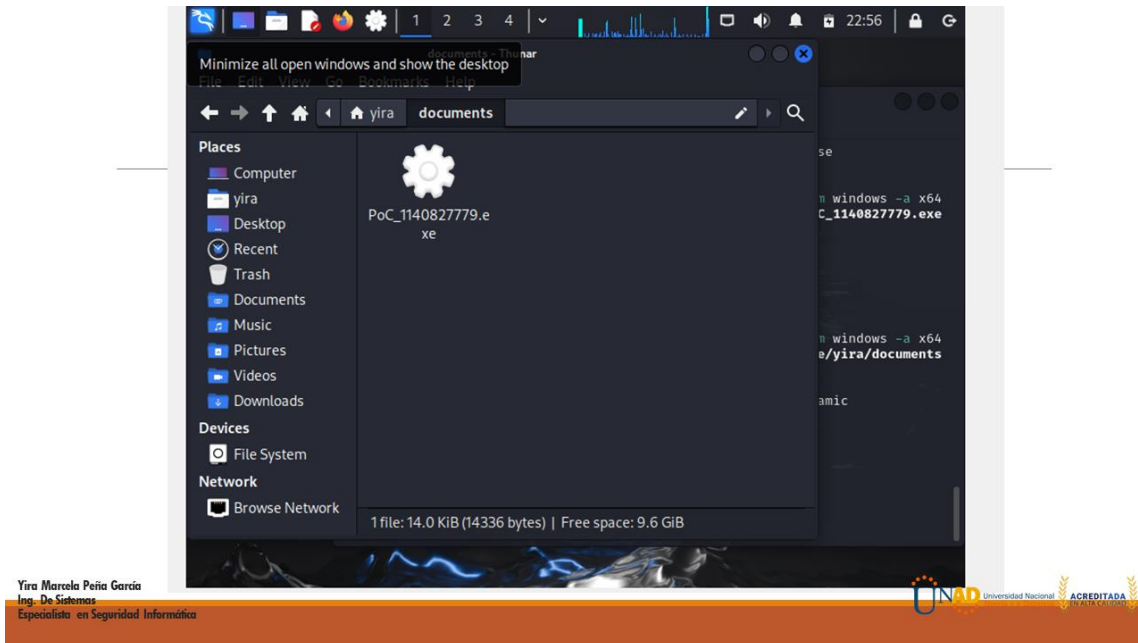 1 2 3 4 22:56
documents - Thunar
Minimize all open windows and show the desktop
File Edit View Go Bookmarks Help
yira documents
Places
Computer
yira
Desktop
Recent
Trash
Documents
Music
Pictures
Videos
Downloads
Devices
File System
Network
Browse Network
PoC_1140827779.e
xe
1 file: 14.0 KiB (14336 bytes) | Free space: 9.6 GiB
se
m windows -a x64
C_1140827779.exe
m windows -a x64
e/yira/documents
amic
Yira Marcela Peña García
Ing. De Sistemas
Especialista en Seguridad Informática
UNAD Universidad Nacional
ACREDITADA
EN ALTA CALIDAD